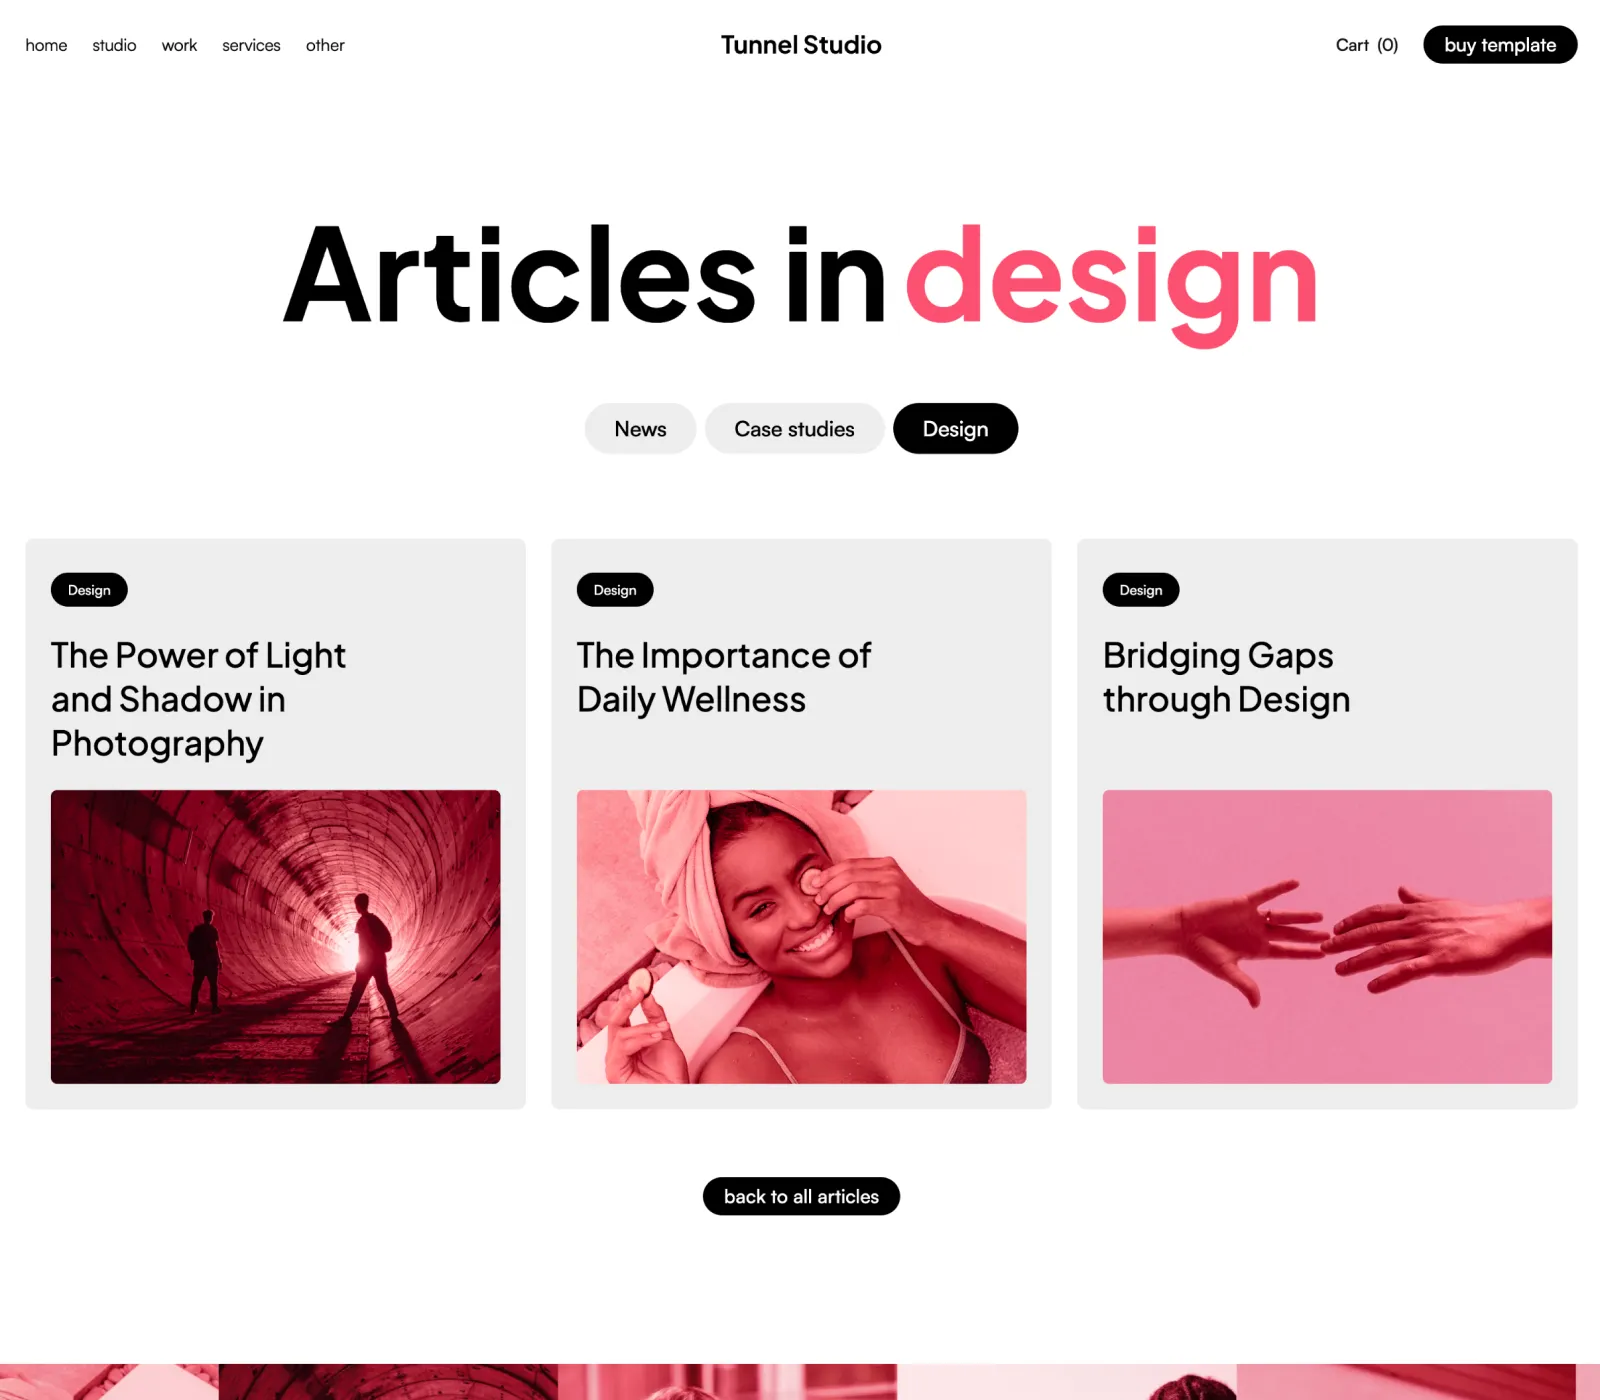 home studio work services other
Tunnel Studio
Cart (0)
buy template
Articles in design
News
Case studies
Design
Design
The Power of Light
and Shadow in
Photography
Design
The Importance of
Daily Wellness
Design
Bridging Gaps
through Design
back to all articles